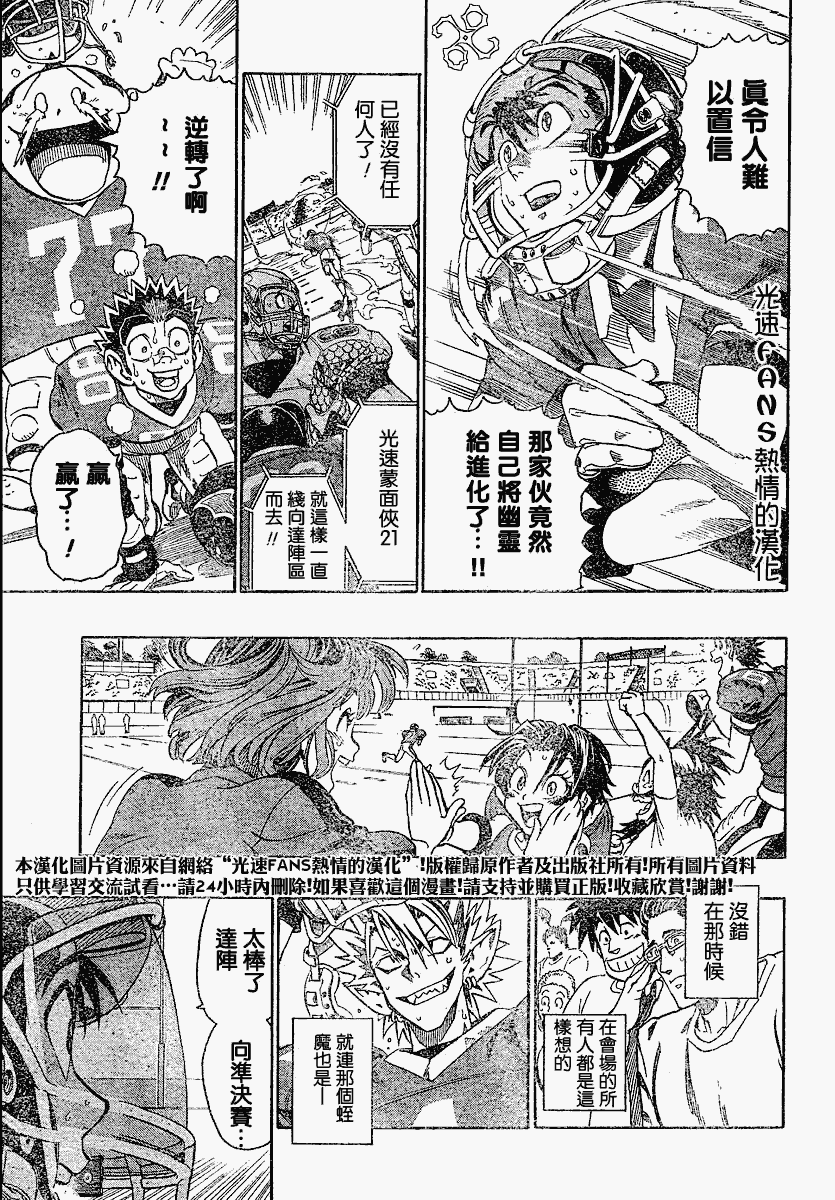 真令人難
以置信
那家伙竟然
自己將幽靈
給進化了…!!
光速FANS熱情的漢化
已經沒有任
何人了!
光速蒙面俠21
就這樣一直
綫向達陣區
而去!!
逆轉了啊
~~!!
77
贏
贏了…!
本漢化圖片資源來自網絡“光速FANS熱情的漢化”!版權歸原作者及出版社所有!所有圖片資料
只供學習交流試看…請24小時內刪除!如果喜歡這個漫畫!請支持並購買正版!收藏欣賞!謝謝!
沒錯
在那時候
在會場的所
有人都是這
樣想的
就連那個蛭
魔也是—
太棒了
達陣
向準決賽…